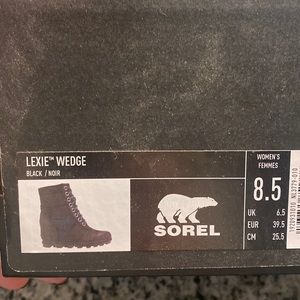 LEXIE™ WEDGE
BLACK / NOIR
SOREL
WOMEN'S
FEMMES
8.5
UK 6.5
EUR 39.5
CM 25.5